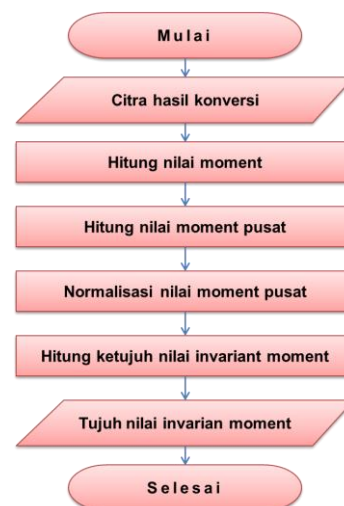 Mulai
Citra hasil konversi
Hitung nilai moment
Hitung nilai moment pusat
Normalisasi nilai moment pusat
Hitung ketujuh nilai invariant moment
Tujuh nilai invarian moment
Selesai